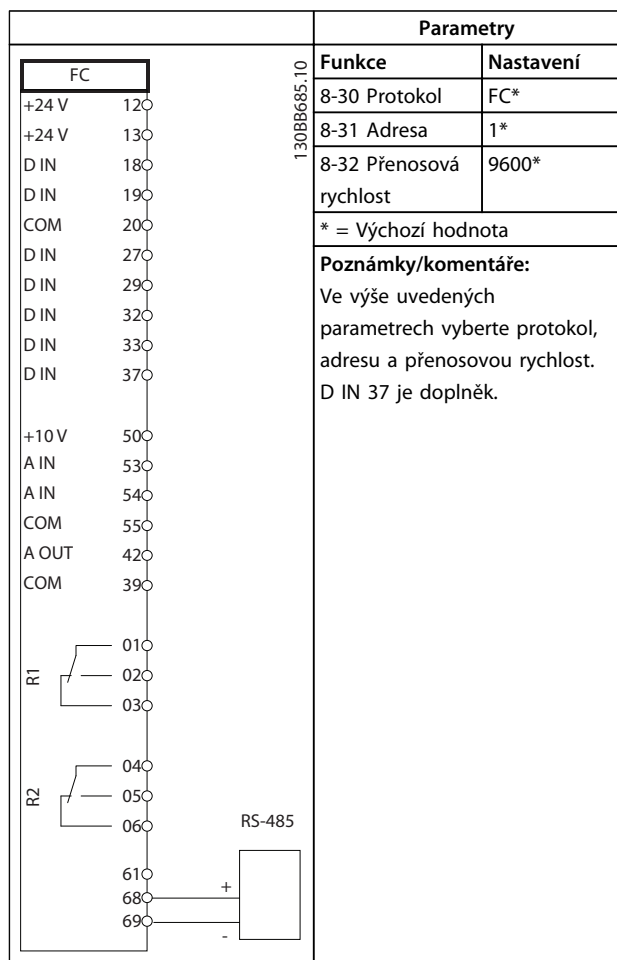 Parametry
Funkce Nastavení
8-30 Protokol FC*
8-31 Adresa 1*
8-32 Přenosová rychlost 9600*
* = Výchozí hodnota
Poznámky/komentáře:
Ve výše uvedených
parametrech vyberte protokol,
adresu a přenosovou rychlost.
D IN 37 je doplněk.
FC
130BB685.10
+24 V 12
+24 V 13
D IN 18
D IN 19
COM 20
D IN 27
D IN 29
D IN 32
D IN 33
D IN 37
+10 V 50
A IN 53
A IN 54
COM 55
A OUT 42
COM 39
R1
01
02
03
R2
04
05
06
RS-485
61
68 +
69 -